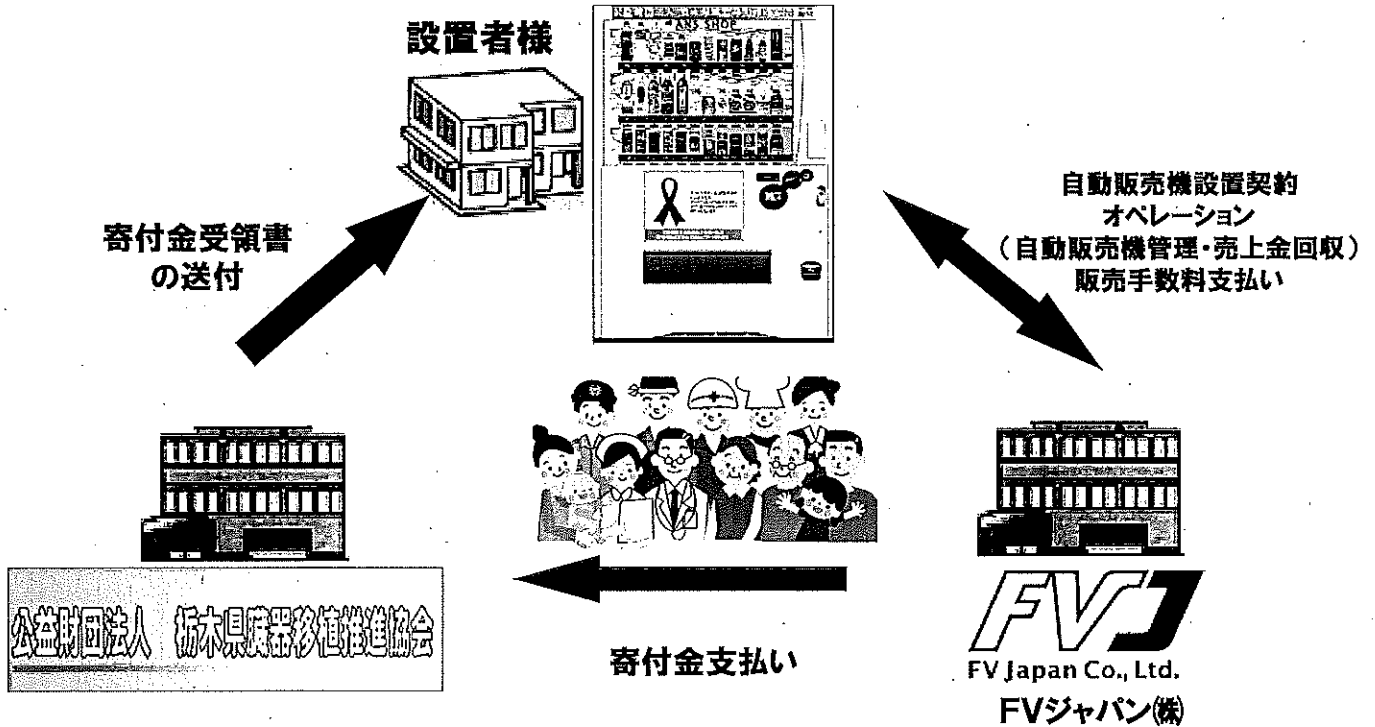 設置者様
寄付金受領書
の送付
自動販売機設置契約
オペレーション
（自動販売機管理・売上金回収）
販売手数料支払い
公益財団法人　栃木県臓器移植推進協会
寄付金支払い
FVJ
FV Japan Co., Ltd.
FVジャパン㈱